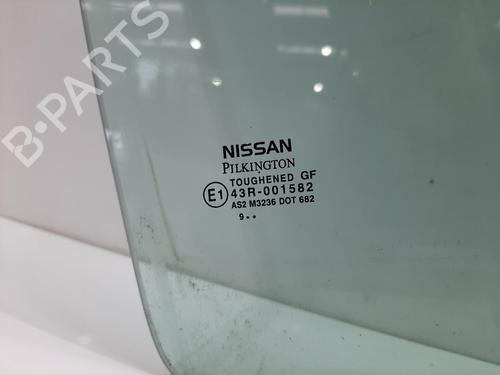 B-PARTS
NISSAN
PILKINGTON
TOUGHENED GF
E1 43R-001582
AS2 M3236 DOT 682
9..